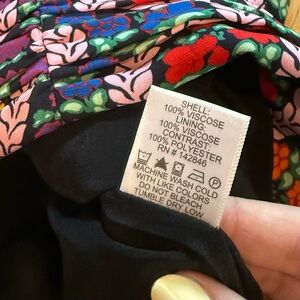 SHELL:
100% VISCOSE
LINING:
100% VISCOSE
CONTRAST:
100% POLYESTER
RN # 142846
MACHINE WASH COLD
WITH LIKE COLORS
DO NOT BLEACH
TUMBLE DRY LOW